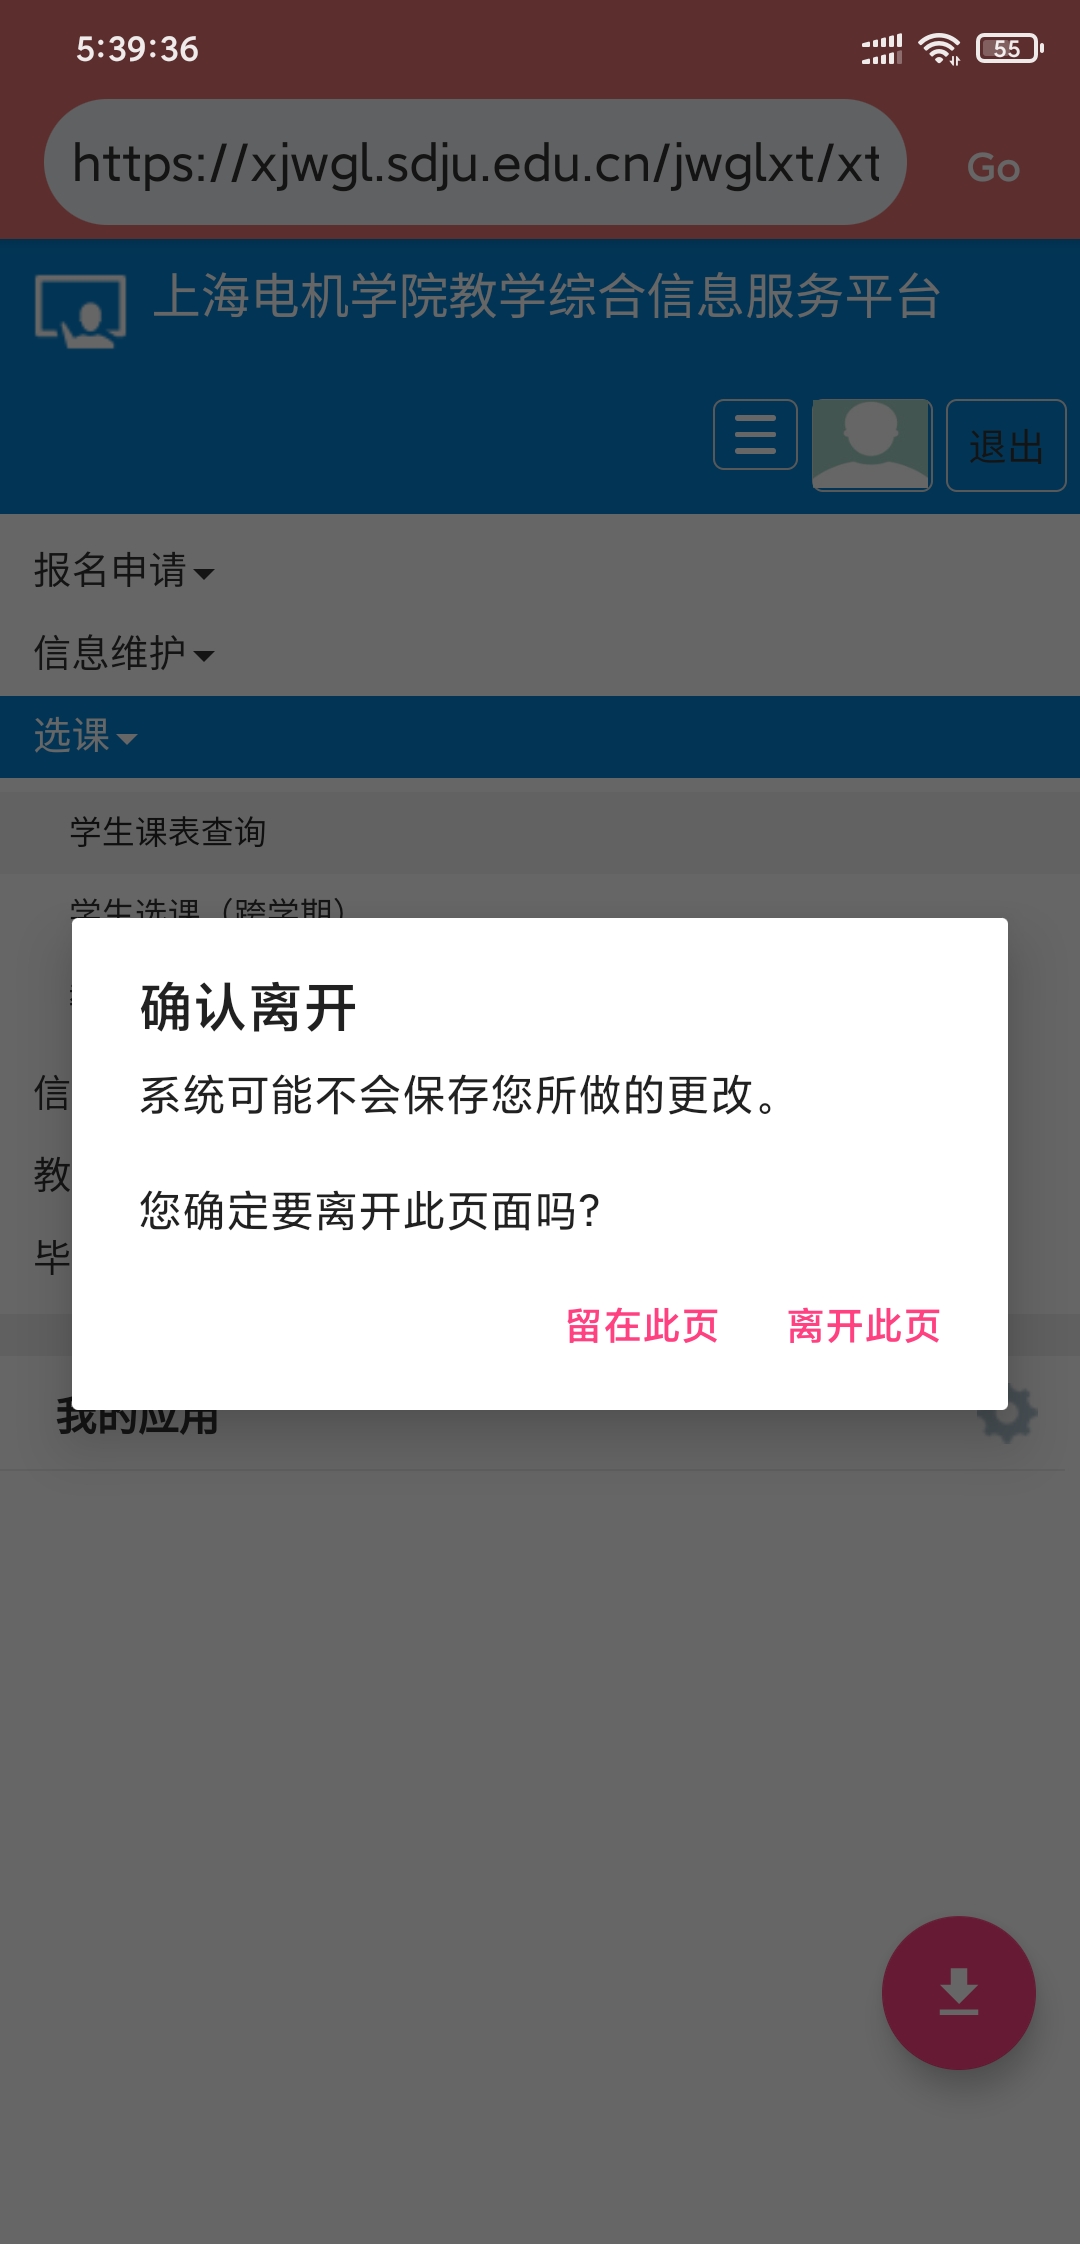 5:39:36
55
https://xjwgl.sdju.edu.cn/jwglxt/xt
Go
上海电机学院教学综合信息服务平台
退出
报名申请
信息维护
选课
学生课表查询
学生选课（跨学期）
信
教
毕
确认离开
系统可能不会保存您所做的更改。
您确定要离开此页面吗?
留在此页
离开此页
我的应用